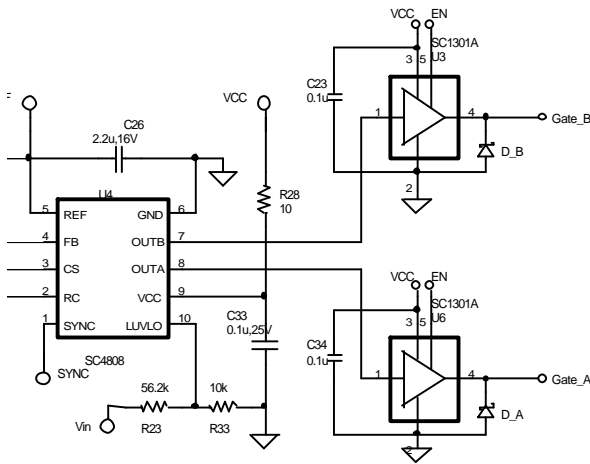 VCC EN
SC1301A
3 5 U3
C23
0.1u
1
4
Gate_B
D_B
2
C26
2.2u,16V
VCC
R28
10
U4
5 REF GND 6
4 FB OUTB 7
3 CS OUTA 8
2 RC VCC 9
1 SYNC LUVLO 10
SC4808
SYNC
C33
0.1u,25V
56.2k 10k
Vin R23 R33
VCC EN
SC1301A
3 5 U6
C34
0.1u
1
4
Gate_A
D_A
2